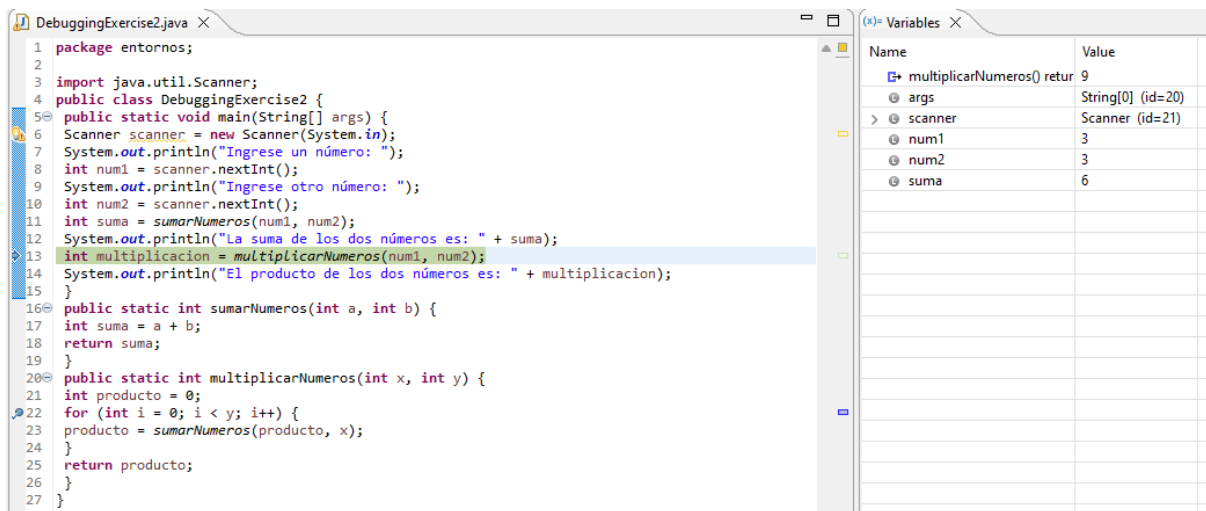 DebuggingExercise2.java
1 package entornos;
2
3 import java.util.Scanner;
4 public class DebuggingExercise2 {
5 public static void main(String[] args) {
6 Scanner scanner = new Scanner(System.in);
7 System.out.println("Ingrese un número: ");
8 int num1 = scanner.nextInt();
9 System.out.println("Ingrese otro número: ");
10 int num2 = scanner.nextInt();
11 int suma = sumarNumeros(num1, num2);
12 System.out.println("La suma de los dos números es: " + suma);
13 int multiplicacion = multiplicarNumeros(num1, num2);
14 System.out.println("El producto de los dos números es: " + multiplicacion);
15 }
16 public static int sumarNumeros(int a, int b) {
17 int suma = a + b;
18 return suma;
19 }
20 public static int multiplicarNumeros(int x, int y) {
21 int producto = 0;
22 for (int i = 0; i < y; i++) {
23 producto = sumarNumeros(producto, x);
24 }
25 return producto;
26 }
27 }
(x)= Variables
Name Value
multiplicarNumeros() retur 9
args String[0] (id=20)
scanner Scanner (id=21)
num1 3
num2 3
suma 6